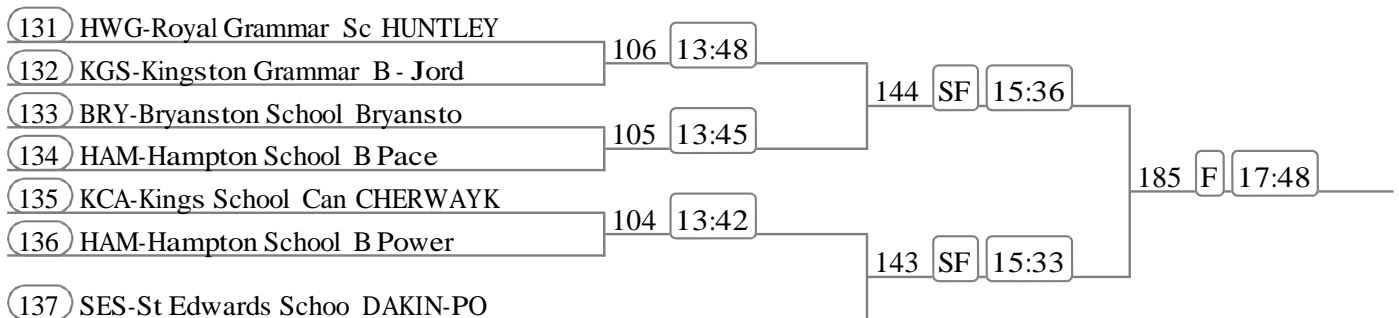 131 HWG-Royal Grammar Sc HUNTLEY
106 13:48
132 KGS-Kingston Grammar B - Jord
144 SF 15:36
133 BRY-Bryanston School Bryansto
105 13:45
134 HAM-Hampton School B Pace
185 F 17:48
135 KCA-Kings School Can CHERWAYK
104 13:42
136 HAM-Hampton School B Power
143 SF 15:33
137 SES-St Edwards Schoo DAKIN-PO